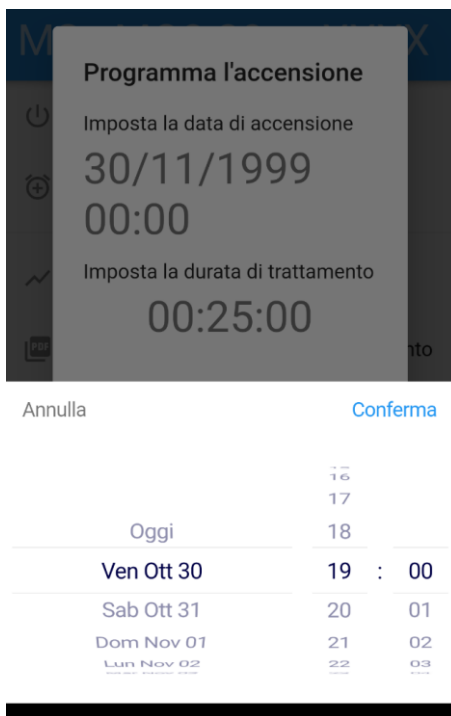 Programma l'accensione
Imposta la data di accensione
30/11/1999
00:00
Imposta la durata di trattamento
00:25:00
PDF
nto
Annulla Conferma
16
17
Oggi 18
Ven Ott 30 19 : 00
Sab Ott 31 20 01
Dom Nov 01 21 02
Lun Nov 02 22 03